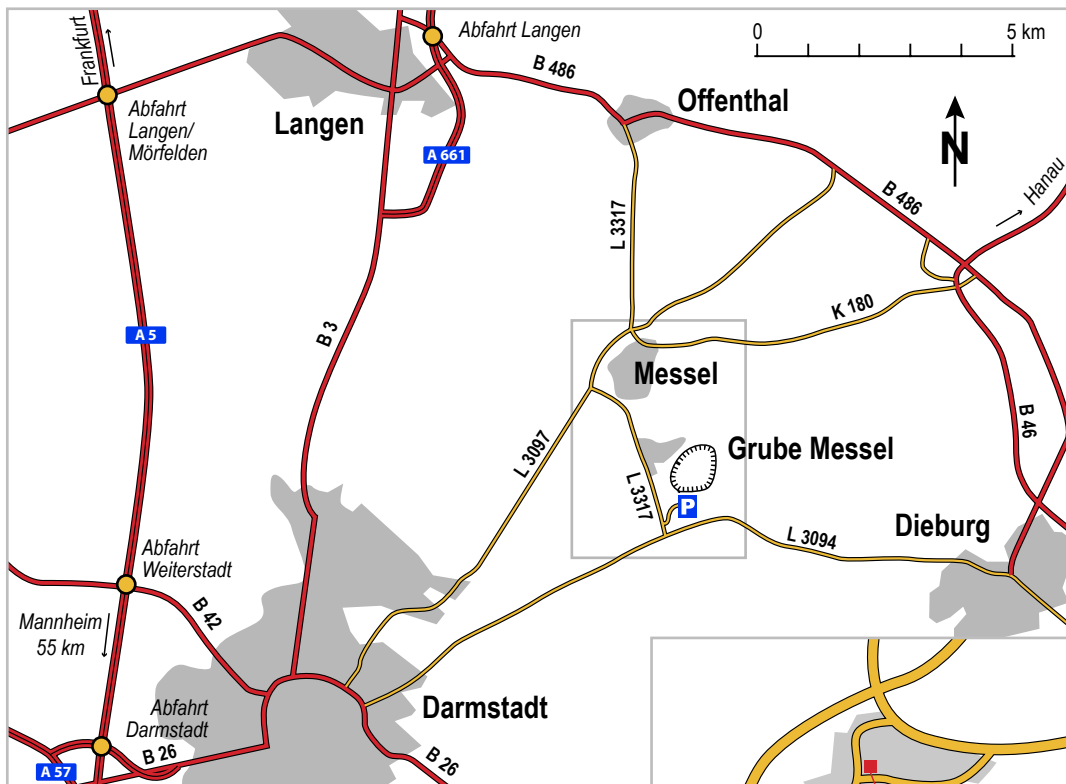 Frankfurt
Abfahrt Langen
0
5 km
B 486
Offenthal
Abfahrt
Langen/
Mörfelden
Langen
A 661
N
B 486
Hanau
L 3317
A 5
B 3
K 180
Messel
B 46
L 3097
Grube Messel
L 3317
P
Dieburg
L 3094
Abfahrt
Weiterstadt
Mannheim
55 km
B 42
Abfahrt
Darmstadt
Darmstadt
B 26
B 26
A 57